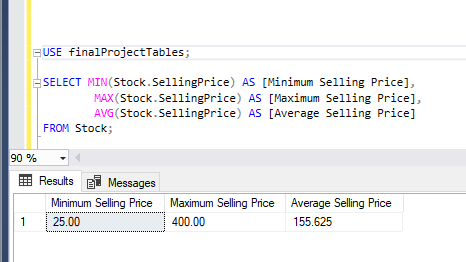 USE finalProjectTables;
SELECT MIN(Stock.SellingPrice) AS [Minimum Selling Price],
MAX(Stock.SellingPrice) AS [Maximum Selling Price],
AVG(Stock.SellingPrice) AS [Average Selling Price]
FROM Stock;
90 %
Results Messages
Minimum Selling Price Maximum Selling Price Average Selling Price
1 25.00 400.00 155.625